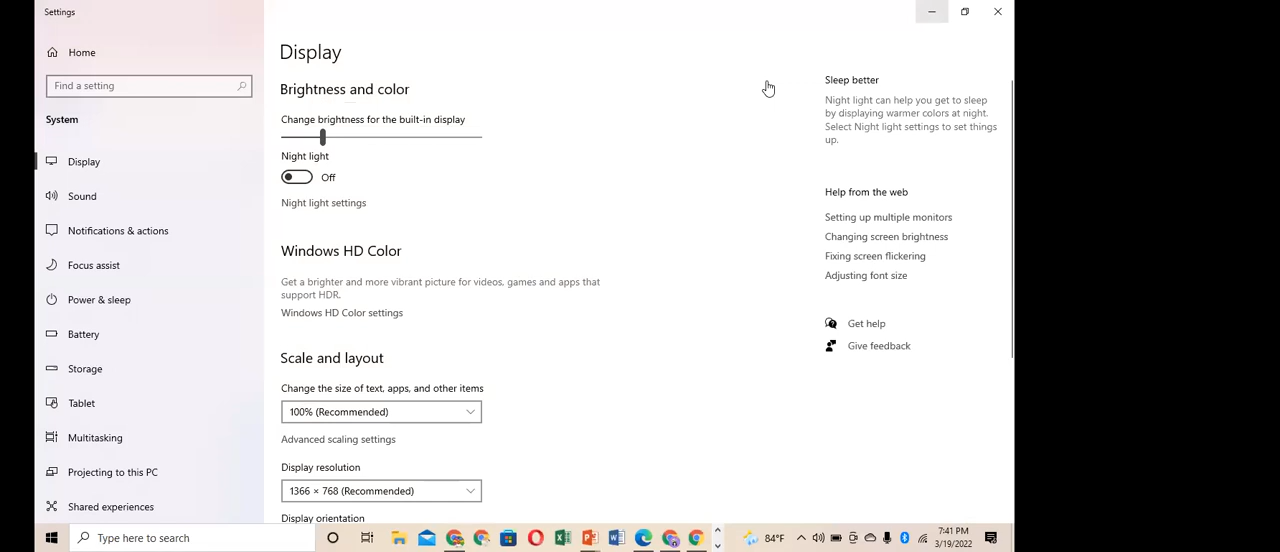 Settings
Home
Find a setting
System
Display
Sound
Notifications & actions
Focus assist
Power & sleep
Battery
Storage
Tablet
Multitasking
Projecting to this PC
Shared experiences
Display
Brightness and color
Change brightness for the built-in display
Night light
Off
Night light settings
Windows HD Color
Get a brighter and more vibrant picture for videos, games and apps that
support HDR.
Windows HD Color settings
Scale and layout
Change the size of text, apps, and other items
100% (Recommended)
Advanced scaling settings
Display resolution
1366 × 768 (Recommended)
Display orientation
Sleep better
Night light can help you get to sleep
by displaying warmer colors at night.
Select Night light settings to set things
up.
Help from the web
Setting up multiple monitors
Changing screen brightness
Fixing screen flickering
Adjusting font size
Get help
Give feedback
Type here to search
84°F
7:41 PM
3/19/2022